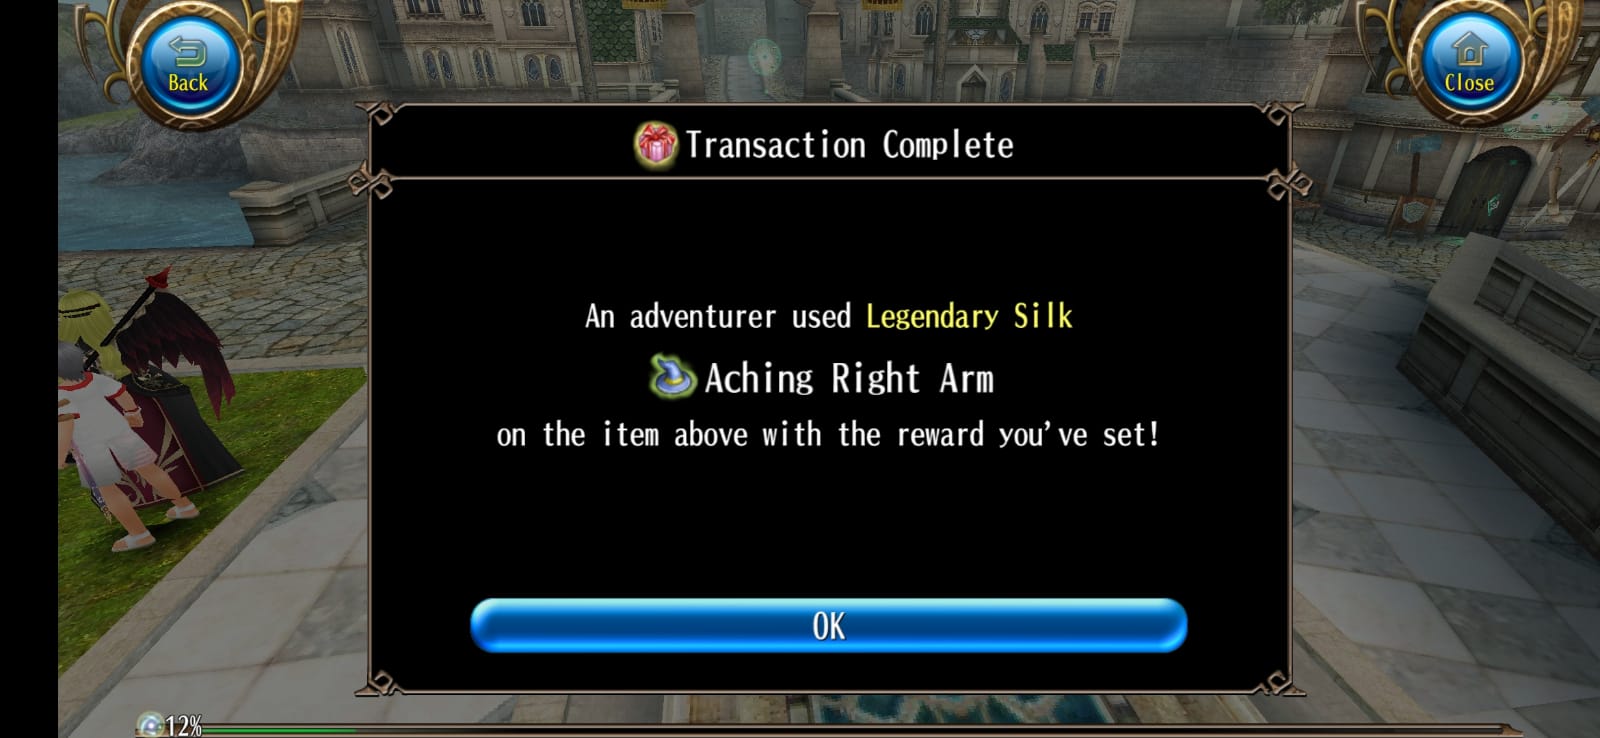 Back
Close
Transaction Complete
An adventurer used Legendary Silk
Aching Right Arm
on the item above with the reward you've set!
OK
12%